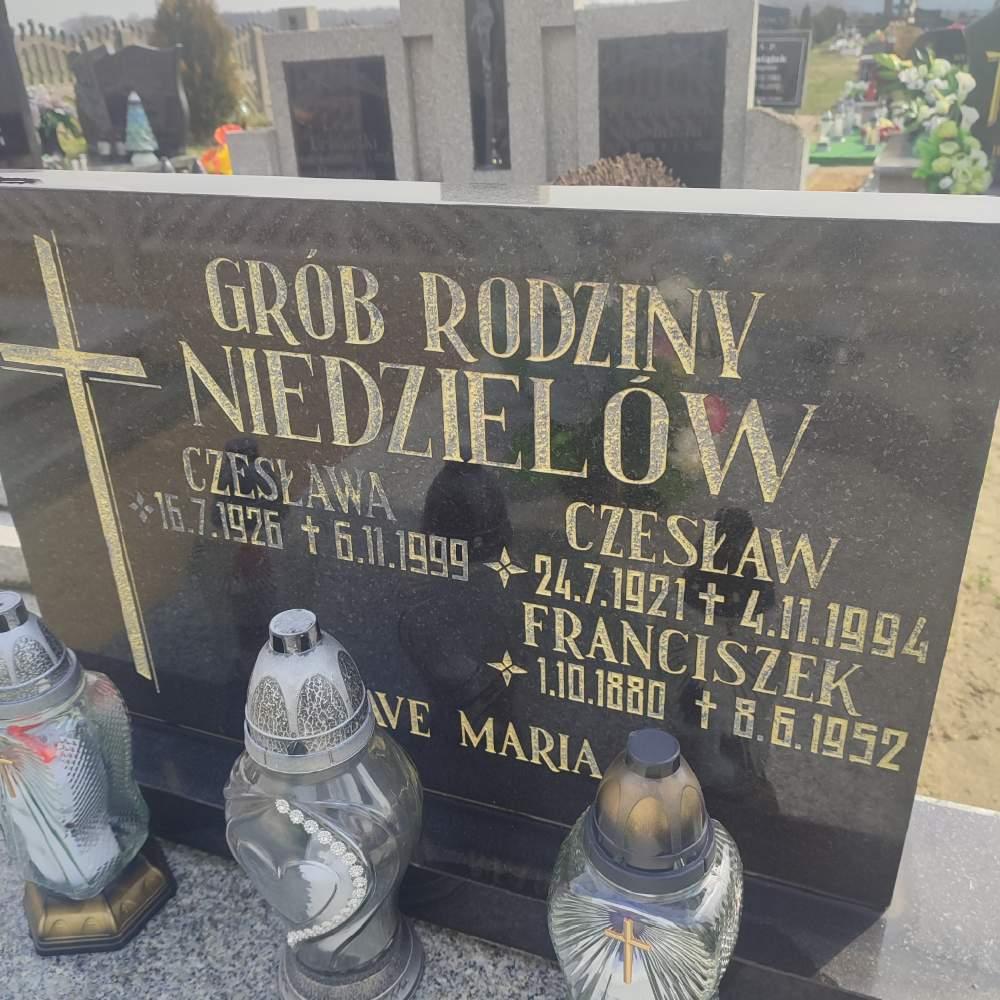 GRÓB RODZINY
NIEDZIELÓW
CZESŁAWA
16.7.1926 ✝ 6.11.1999
CZESŁAW
24.7.1921 ✝ 4.11.1994
FRANCISZEK
1.10.1880 ✝ 8.6.1952
AVE MARIA